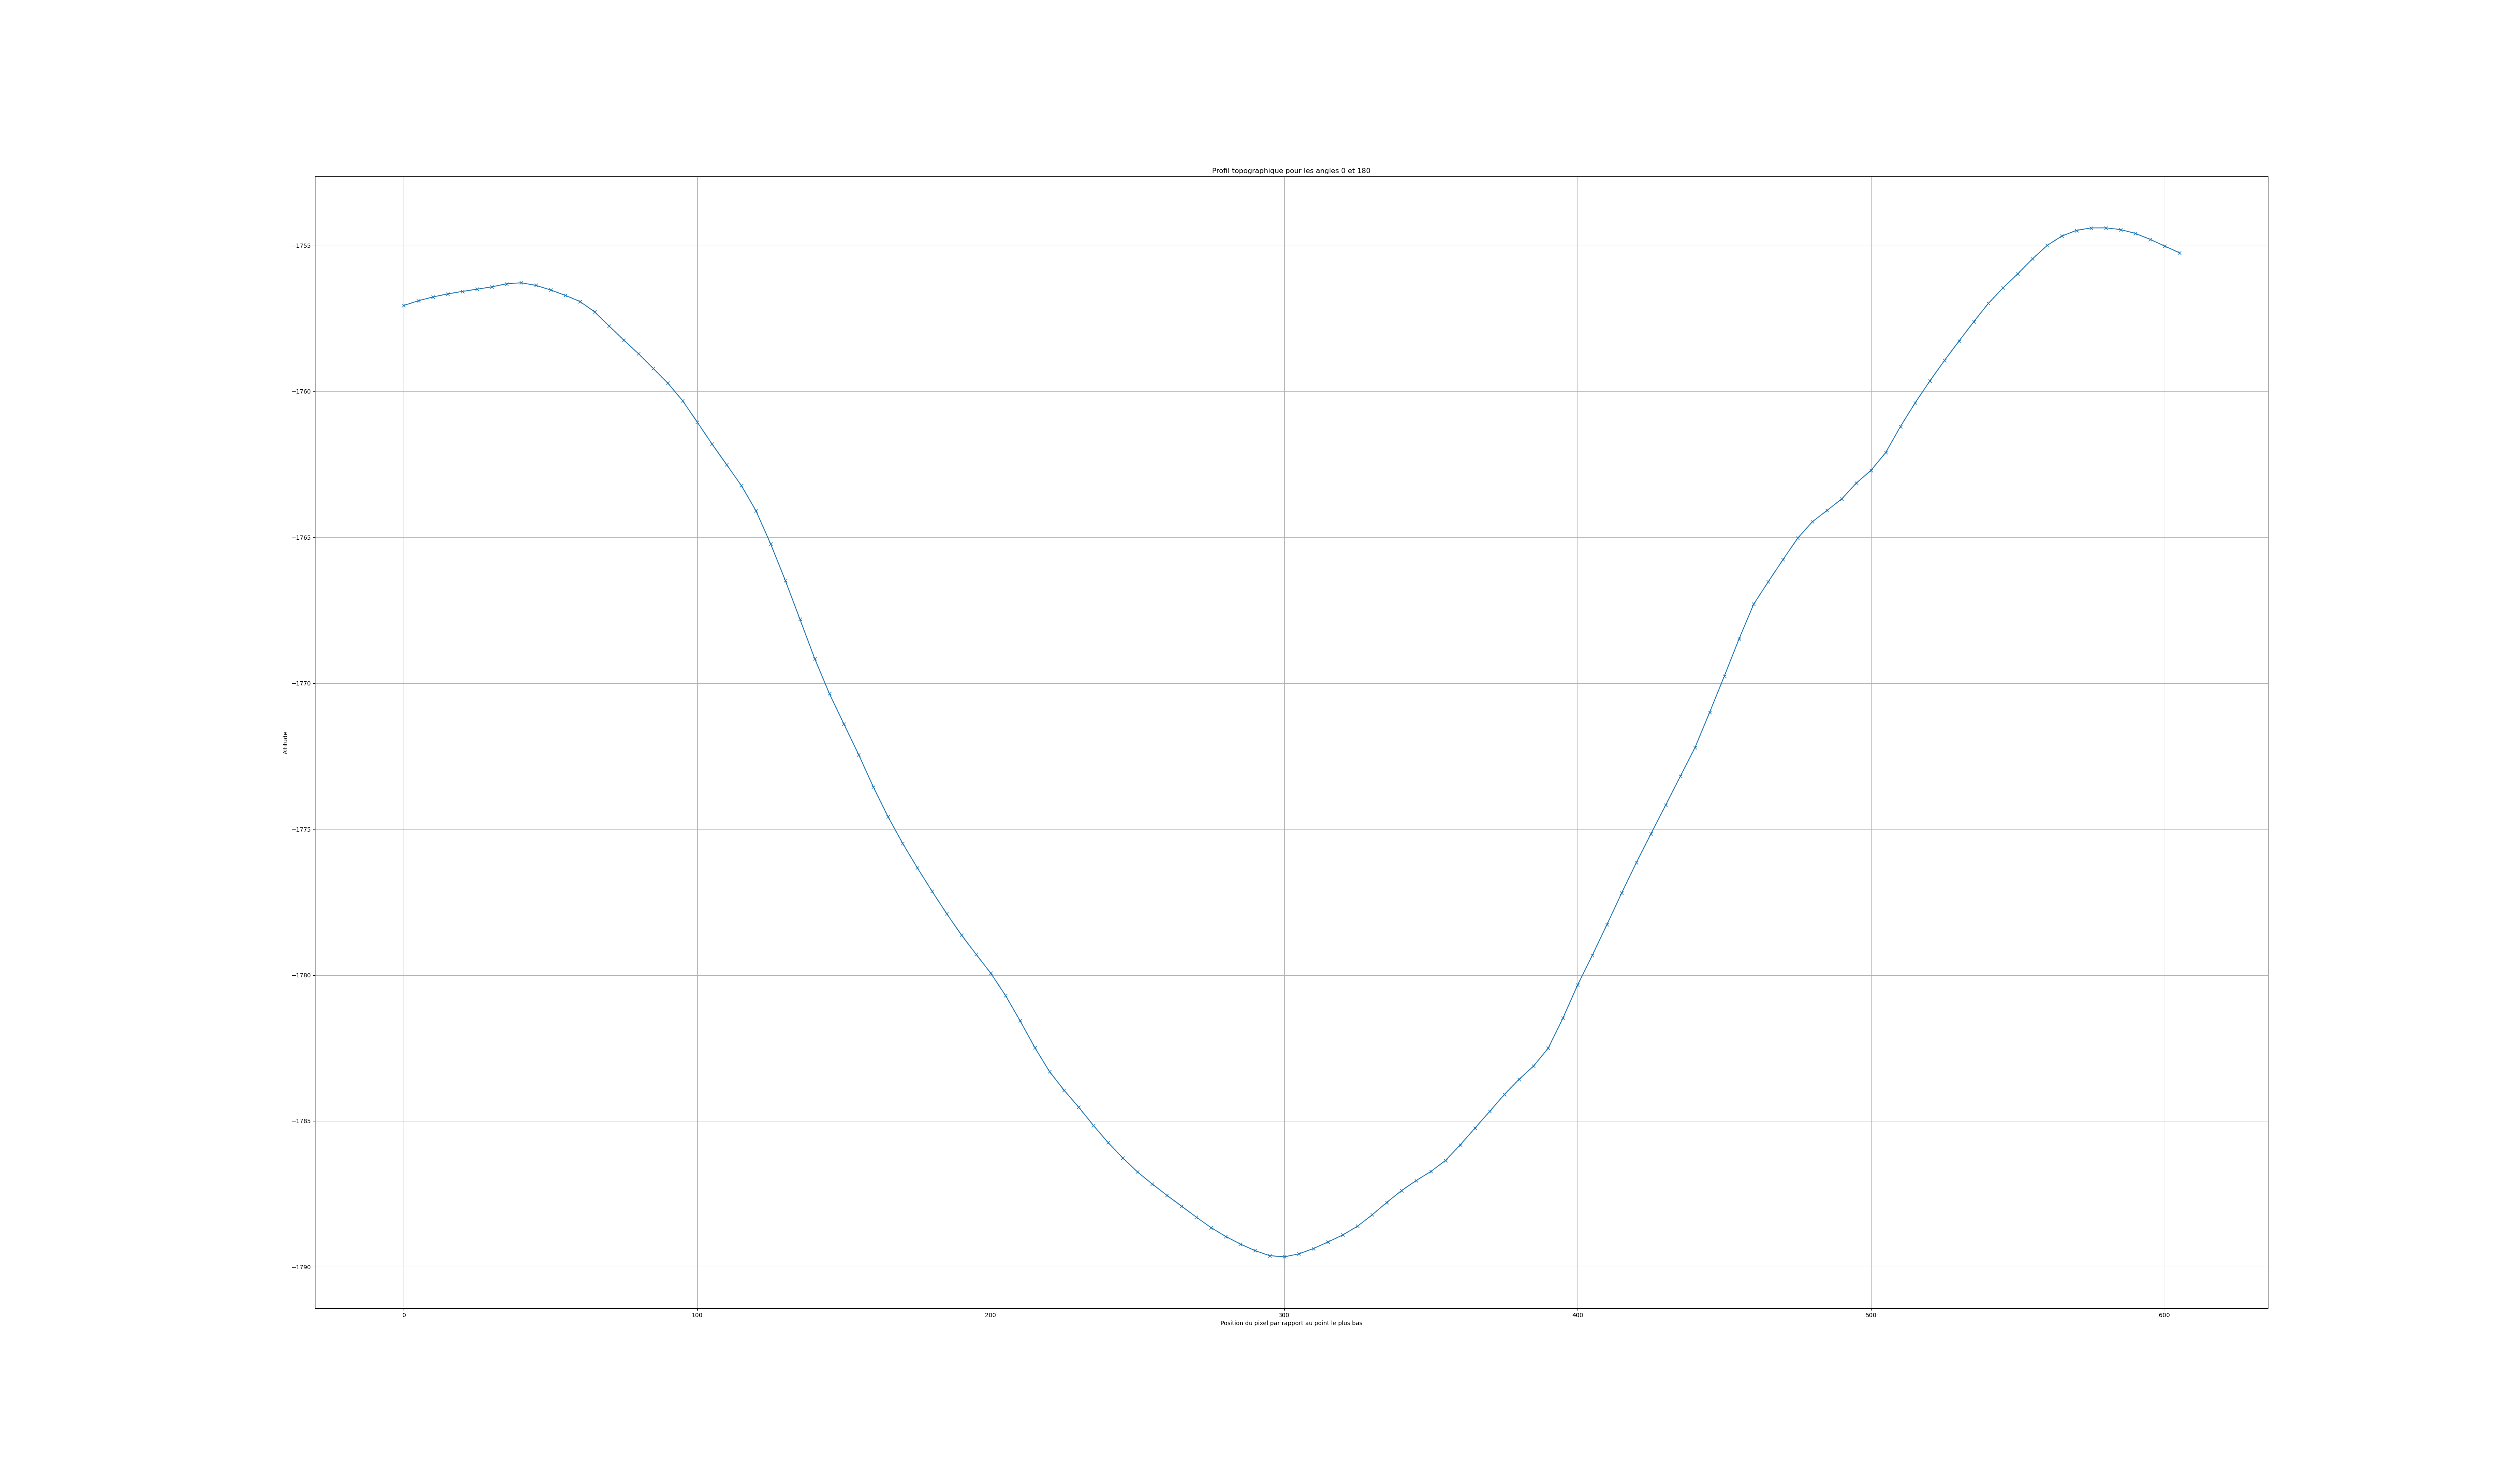 Profil topographique pour les angles 0 et 180
−1755
−1760
−1765
−1770
−1775
−1780
−1785
−1790
Altitude
0 100 200 300 400 500 600
Position du pixel par rapport au point le plus bas